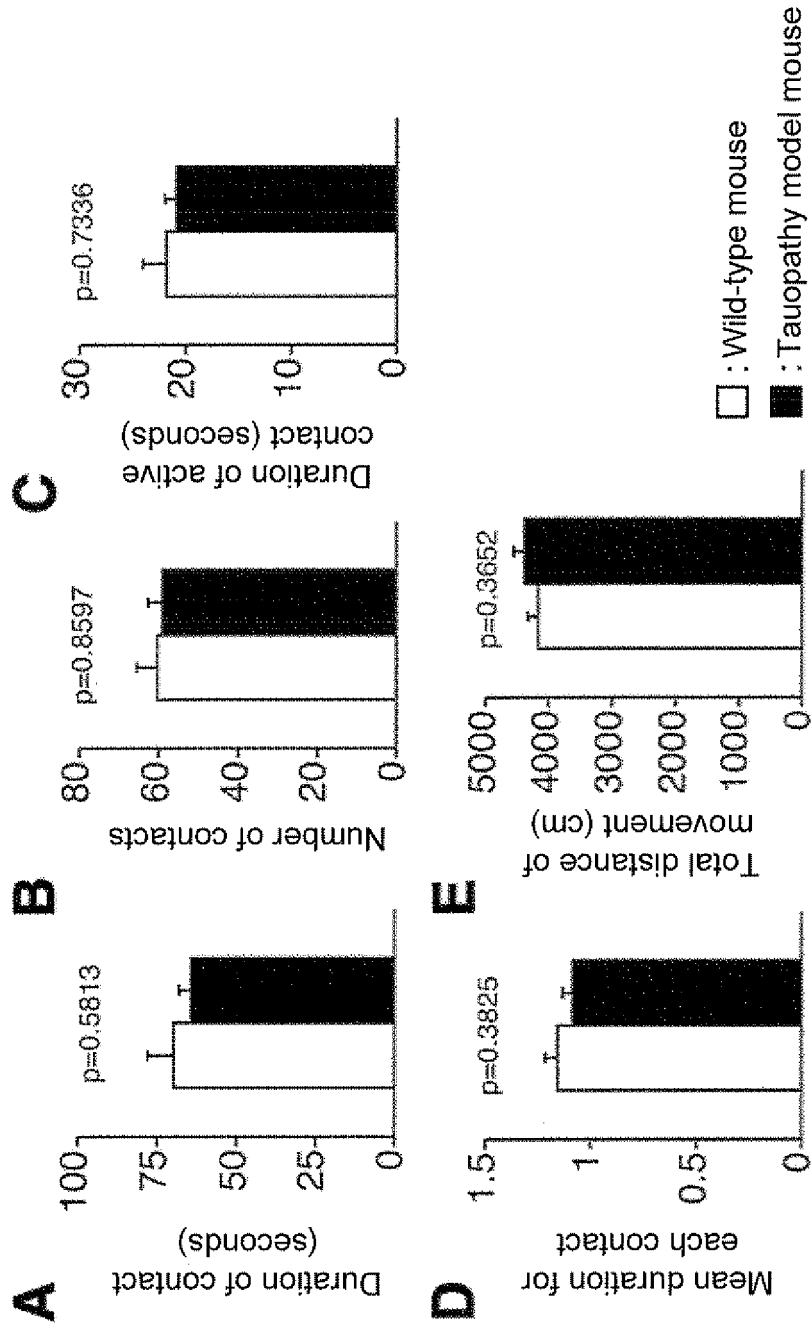 A
Duration of contact
(seconds)
100
75
50
25
0
p=0.5813
B
Number of contacts
80
60
40
20
0
p=0.8597
C
Duration of active
contact (seconds)
30
20
10
0
p=0.7336
D
Mean duration for
each contact
1.5
1
0.5
0
p=0.3825
E
Total distance of
movement (cm)
5000
4000
3000
2000
1000
0
p=0.3652
: Wild-type mouse
: Tauopathy model mouse